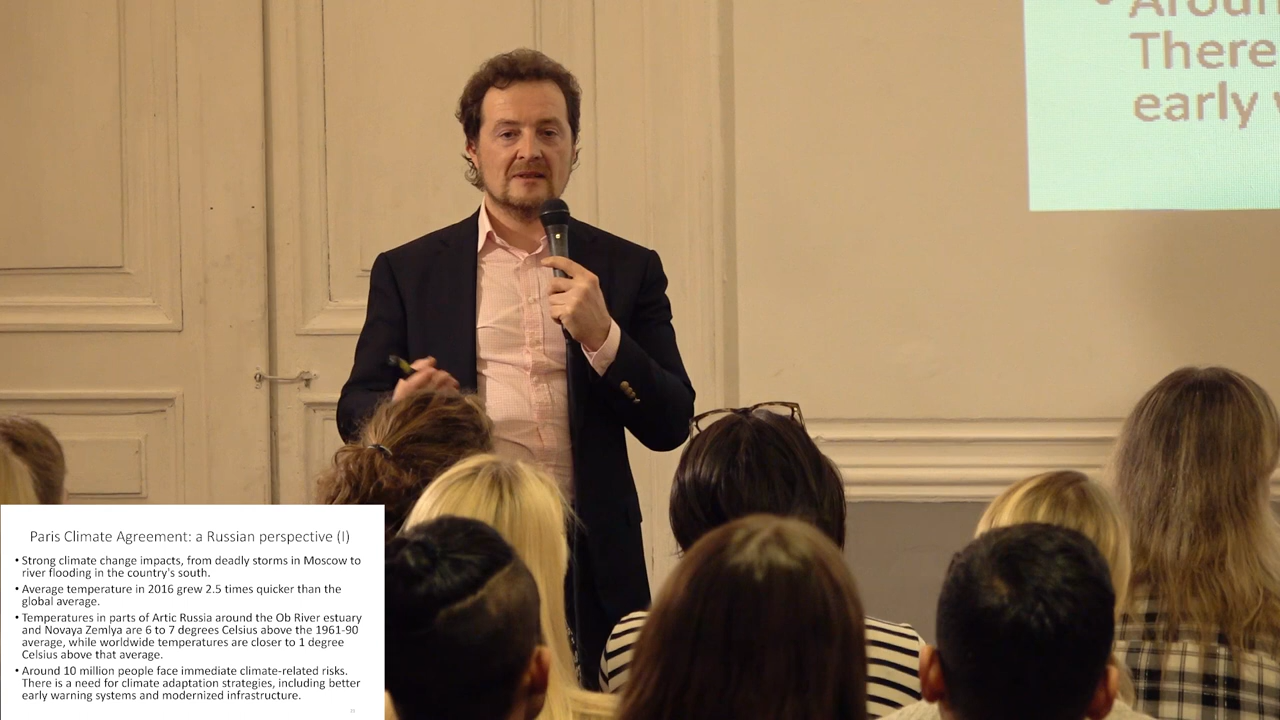 Around
There
early
Paris Climate Agreement: a Russian perspective (I)
• Strong climate change impacts, from deadly storms in Moscow to
river flooding in the country's south.
• Average temperature in 2016 grew 2.5 times quicker than the
global average.
• Temperatures in parts of Artic Russia around the Ob River estuary
and Novaya Zemlya are 6 to 7 degrees Celsius above the 1961-90
average, while worldwide temperatures are closer to 1 degree
Celsius above that average.
• Around 10 million people face immediate climate-related risks.
There is a need for climate adaptation strategies, including better
early warning systems and modernized infrastructure.